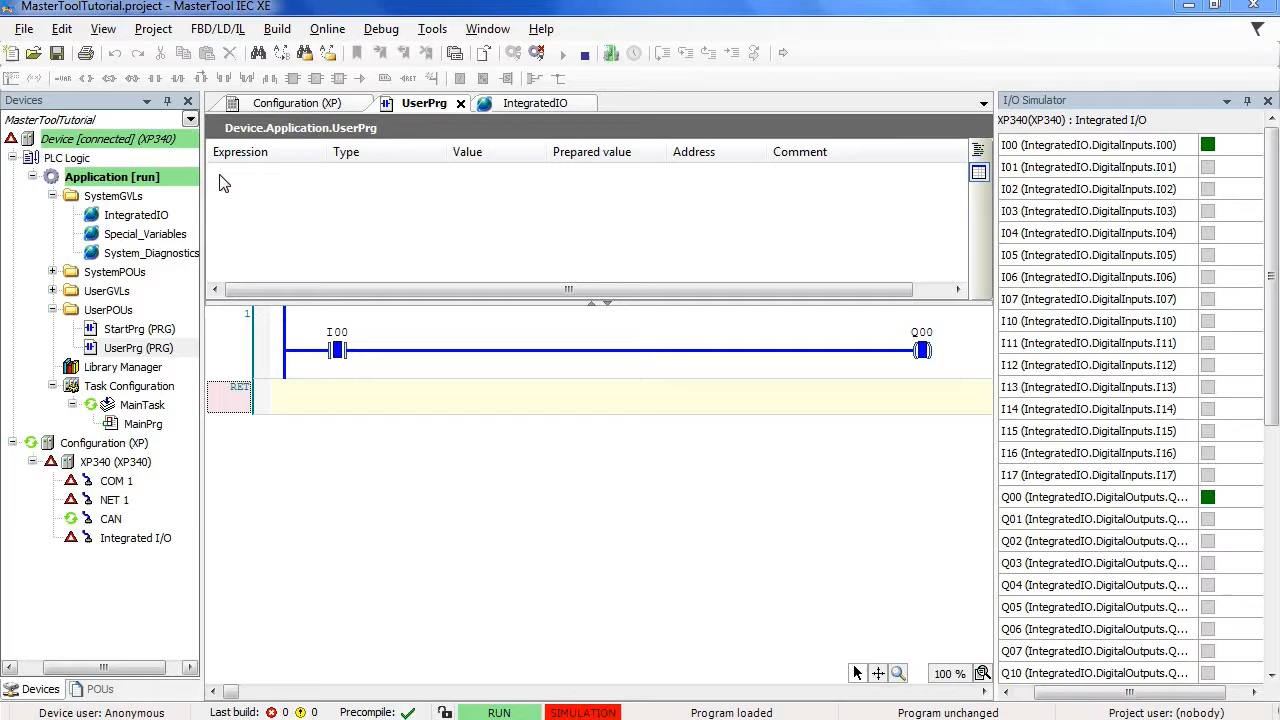 MasterToolTutorial.project - MasterTool IEC XE
File Edit View Project FBD/LD/IL Build Online Debug Tools Window Help
Devices
MasterToolTutorial
Device [connected] (XP340)
PLC Logic
Application [run]
SystemGVLs
IntegratedIO
Special_Variables
System_Diagnostics
SystemPOUs
UserGVLs
UserPOUs
StartPrg (PRG)
UserPrg (PRG)
Library Manager
Task Configuration
MainTask
MainPrg
Configuration (XP)
XP340 (XP340)
COM 1
NET 1
CAN
Integrated I/O
Devices POUs
Configuration (XP) UserPrg IntegratedIO
Device.Application.UserPrg
Expression Type Value Prepared value Address Comment
1
I00 Q00
RET
100 %
I/O Simulator
XP340(XP340) : Integrated I/O
I00 (IntegratedIO.DigitalInputs.I00)
I01 (IntegratedIO.DigitalInputs.I01)
I02 (IntegratedIO.DigitalInputs.I02)
I03 (IntegratedIO.DigitalInputs.I03)
I04 (IntegratedIO.DigitalInputs.I04)
I05 (IntegratedIO.DigitalInputs.I05)
I06 (IntegratedIO.DigitalInputs.I06)
I07 (IntegratedIO.DigitalInputs.I07)
I10 (IntegratedIO.DigitalInputs.I10)
I11 (IntegratedIO.DigitalInputs.I11)
I12 (IntegratedIO.DigitalInputs.I12)
I13 (IntegratedIO.DigitalInputs.I13)
I14 (IntegratedIO.DigitalInputs.I14)
I15 (IntegratedIO.DigitalInputs.I15)
I16 (IntegratedIO.DigitalInputs.I16)
I17 (IntegratedIO.DigitalInputs.I17)
Q00 (IntegratedIO.DigitalOutputs.Q...
Q01 (IntegratedIO.DigitalOutputs.Q...
Q02 (IntegratedIO.DigitalOutputs.Q...
Q03 (IntegratedIO.DigitalOutputs.Q...
Q04 (IntegratedIO.DigitalOutputs.Q...
Q05 (IntegratedIO.DigitalOutputs.Q...
Q06 (IntegratedIO.DigitalOutputs.Q...
Q07 (IntegratedIO.DigitalOutputs.Q...
Q10 (IntegratedIO.DigitalOutputs.Q...
Device user: Anonymous Last build: 0 0 Precompile: RUN SIMULATION Program loaded Program unchanged Project user: (nobody)